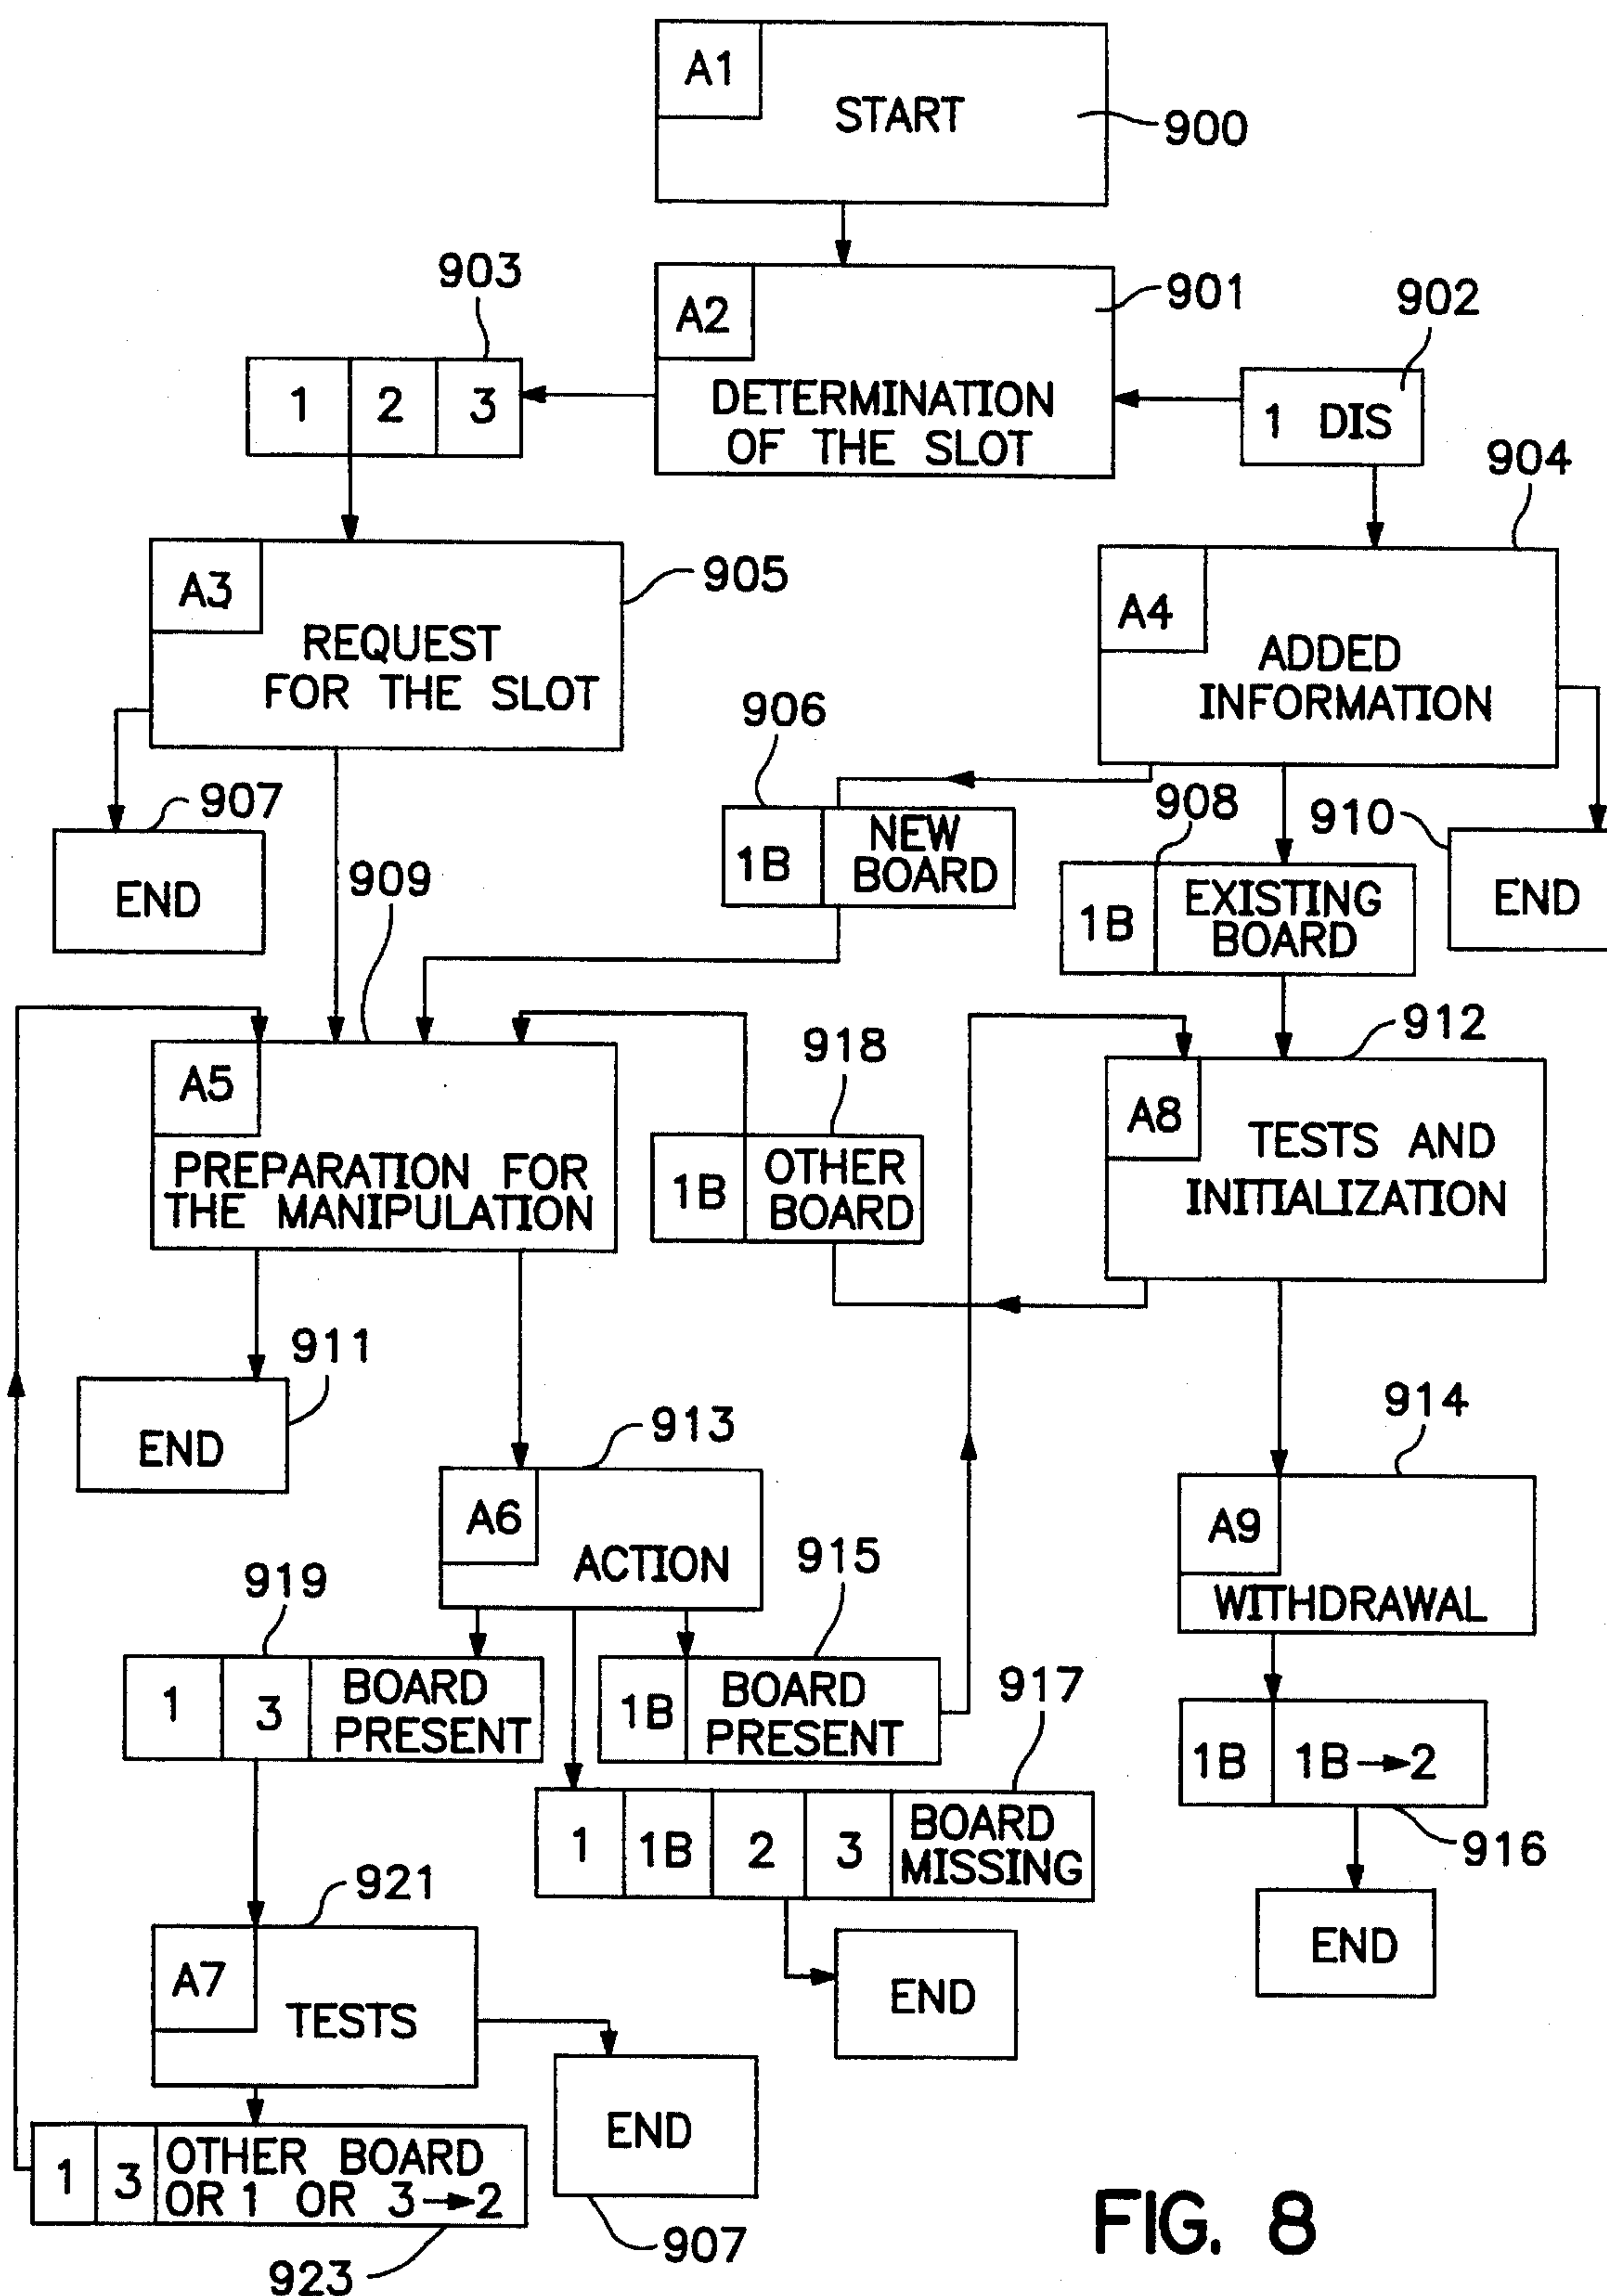 A1
START
900
903
A2
901
902
1 2 3
DETERMINATION
OF THE SLOT
1 DIS
904
A3
905
REQUEST
FOR THE SLOT
A4
ADDED
INFORMATION
906
907
END
909
1B
NEW
BOARD
908
1B
EXISTING
BOARD
910
END
A5
PREPARATION FOR
THE MANIPULATION
918
1B
OTHER
BOARD
912
A8
TESTS AND
INITIALIZATION
911
END
913
A6
ACTION
914
A9
WITHDRAWAL
919
1 3
BOARD
PRESENT
915
1B
BOARD
PRESENT
917
1 1B 2 3
BOARD
MISSING
1B 1B→2
916
END
921
A7
TESTS
END
END
907
1 3
OTHER BOARD
OR 1 OR 3→2
923
FIG. 8